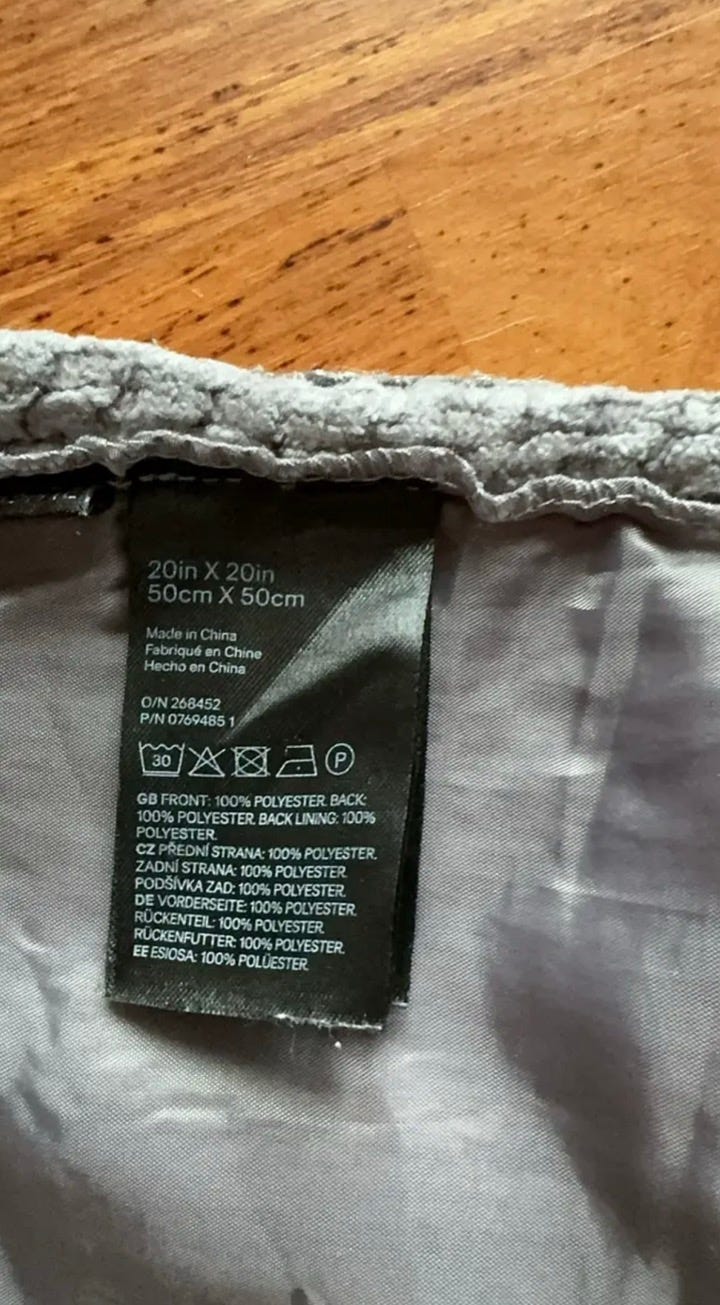 20in X 20in
50cm X 50cm
Made in China
Fabriqué en Chine
Hecho en China
O/N 268452
P/N 0769485 1
30
P
GB FRONT: 100% POLYESTER. BACK:
100% POLYESTER. BACK LINING: 100%
POLYESTER.
CZ PŘEDNÍ STRANA: 100% POLYESTER.
ZADNÍ STRANA: 100% POLYESTER.
PODŠÍVKA ZAD: 100% POLYESTER.
DE VORDERSEITE: 100% POLYESTER.
RÜCKENTEIL: 100% POLYESTER.
RÜCKENFUTTER: 100% POLYESTER.
EE ESIOSA: 100% POLÜESTER.